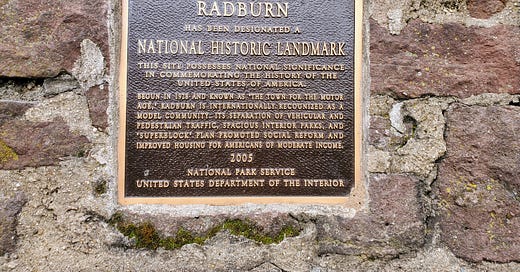 RADBURN
HAS BEEN DESIGNATED A
NATIONAL HISTORIC LANDMARK
THIS SITE POSSESSES NATIONAL SIGNIFICANCE
IN COMMEMORATING THE HISTORY OF THE
UNITED STATES OF AMERICA.
BEGUN IN 1928 AND KNOWN AS "THE TOWN FOR THE MOTOR
AGE," RADBURN IS INTERNATIONALLY RECOGNIZED AS A
MODEL COMMUNITY. ITS SEPARATION OF VEHICULAR AND
PEDESTRIAN TRAFFIC, SPACIOUS INTERIOR PARKS, AND
"SUPERBLOCK" PLAN PROMOTED SOCIAL REFORM AND
IMPROVED HOUSING FOR AMERICANS OF MODERATE INCOME.
2005
NATIONAL PARK SERVICE
UNITED STATES DEPARTMENT OF THE INTERIOR